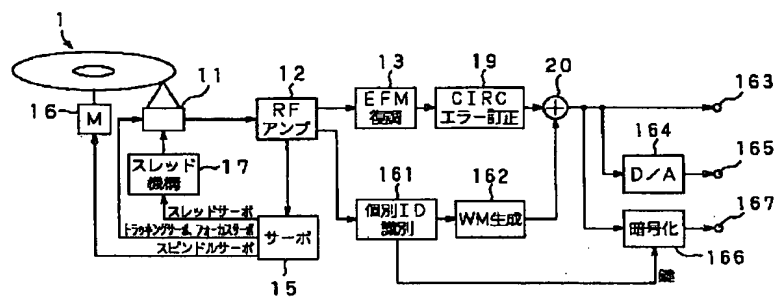 1
11
12
13
19
20
163
16
M
RF
アンプ
EFM
復調
CIRC
エラー訂正
164
165
D/A
スレッド
機構
17
161
162
167
個別ID
識別
WM生成
暗号化
166
スレッドサーボ
トラッキングサーボ、フォーカスサーボ
スピンドルサーボ
サーボ
15
鍵